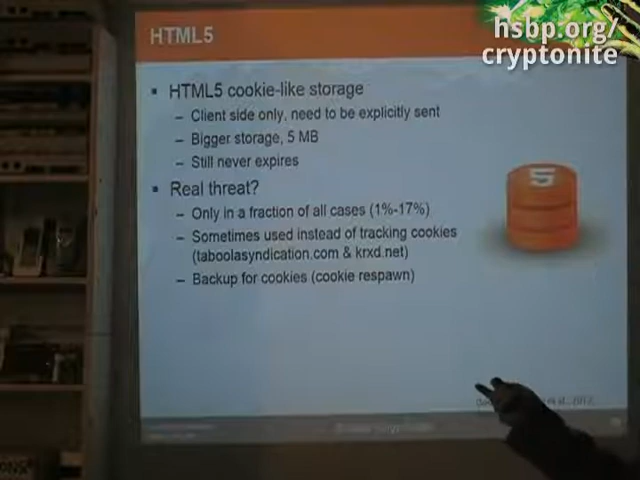 hsbp.org/
cryptonite
HTML5
HTML5 cookie-like storage
– Client side only, need to be explicitly sent
– Bigger storage, 5 MB
– Still never expires
Real threat?
– Only in a fraction of all cases (1%-17%)
– Sometimes used instead of tracking cookies
(taboolasyndication.com & krxd.net)
– Backup for cookies (cookie respawn)
5